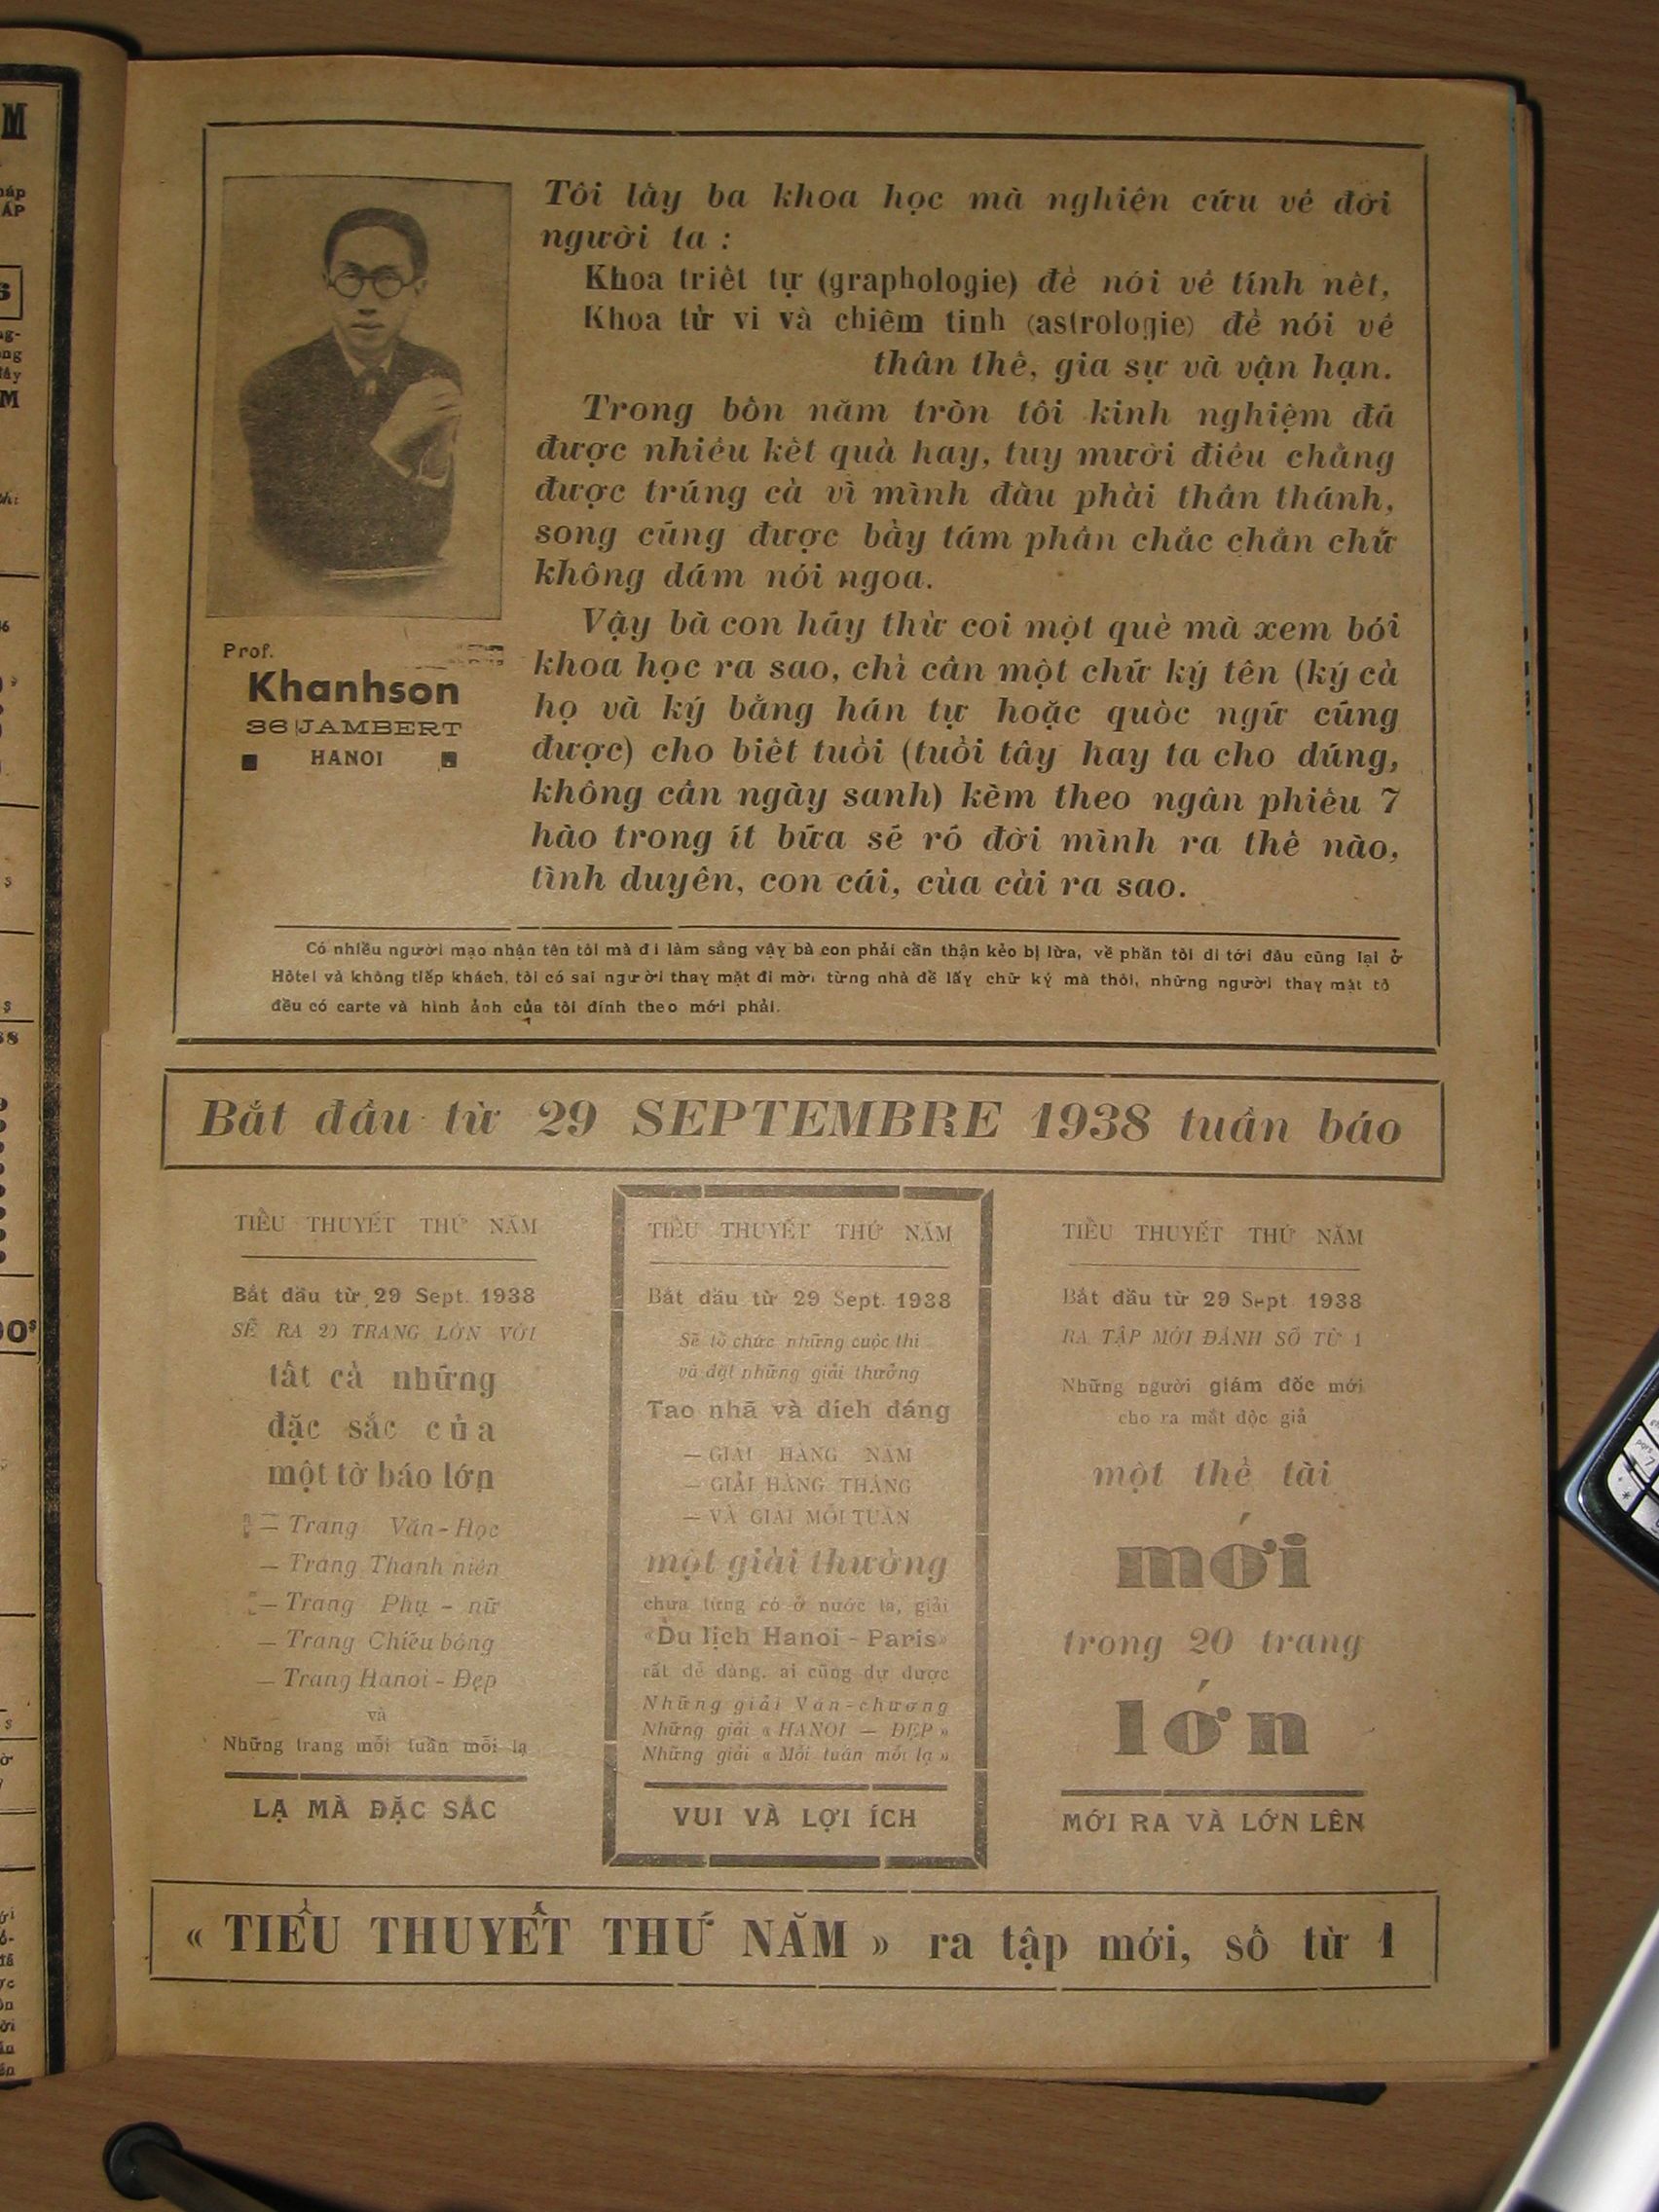 Tôi lấy ba khoa học mà nghiên cứu về đời
người ta :
Khoa triết tự (graphologie) để nói về tính nết,
Khoa tử vi và chiêm tinh (astrologie) để nói về
thân thế, gia sự và vận hạn.
Trong bốn năm tròn tôi kinh nghiệm đã
được nhiều kết quả hay, tuy mười điều chẳng
được trúng cả vì mình đâu phải thần thánh,
song cũng được bảy tám phần chắc chắn chứ
không dám nói ngoa.
Vậy bà con hãy thử coi một quẻ mà xem bói
khoa học ra sao, chỉ cần một chữ ký tên (ký cả
họ và ký bằng hán tự hoặc quốc ngữ cũng
được) cho biết tuổi (tuổi tây hay ta cho đúng,
không cần ngày sanh) kèm theo ngân phiếu 7
hào trong ít bữa sẽ rõ đời mình ra thế nào,
tình duyên, con cái, của cải ra sao.
Prof.
Khanhson
36 JAMBERT
HANOI
Có nhiều người mạo nhận tên tôi mà đi làm sằng vậy bà con phải cẩn thận kẻo bị lừa, về phần tôi di tới đâu cũng lại ở
Hôtel và không tiếp khách, tôi có sai người thay mặt đi mời từng nhà để lấy chữ ký mà thôi, những người thay mặt tô
đều có carte và hình ảnh của tôi đính theo mới phải.
Bắt đầu từ 29 SEPTEMBRE 1938 tuần báo
TIỂU THUYẾT THỨ NĂM
Bắt đầu từ 29 Sept. 1938
SẼ RA 20 TRANG LỚN VỚI
tất cả những
đặc sắc của
một tờ báo lớn
— Trang Văn-Học
— Trang Thanh niên
— Trang Phụ - nữ
— Trang Chiếu bóng
— Trang Hanoi - Đẹp
và
Những trang mỗi tuần mỗi lạ
LẠ MÀ ĐẶC SẮC
TIỂU THUYẾT THỨ NĂM
Bắt đầu từ 29 Sept. 1938
Sẽ tổ chức những cuộc thi
và đặt những giải thưởng
Tao nhã và đích đáng
— GIẢI HÀNG NĂM
— GIẢI HÀNG THÁNG
— VÀ GIẢI MỖI TUẦN
một giải thưởng
chưa từng có ở nước ta, giải
«Du lịch Hanoi - Paris»
rất dễ dàng, ai cũng dự được
Những giải Văn-chương
Những giải « HANOI — ĐẸP »
Những giải « Mỗi tuần mỗi lạ »
VUI VÀ LỢI ÍCH
TIỂU THUYẾT THỨ NĂM
Bắt đầu từ 29 Sept 1938
RA TẬP MỚI ĐÁNH SỐ TỪ 1
Những người giám đốc mới
cho ra mắt độc giả
một thể tài
mới
trong 20 trang
lớn
MỚI RA VÀ LỚN LÊN
« TIỂU THUYẾT THỨ NĂM » ra tập mới, số từ 1